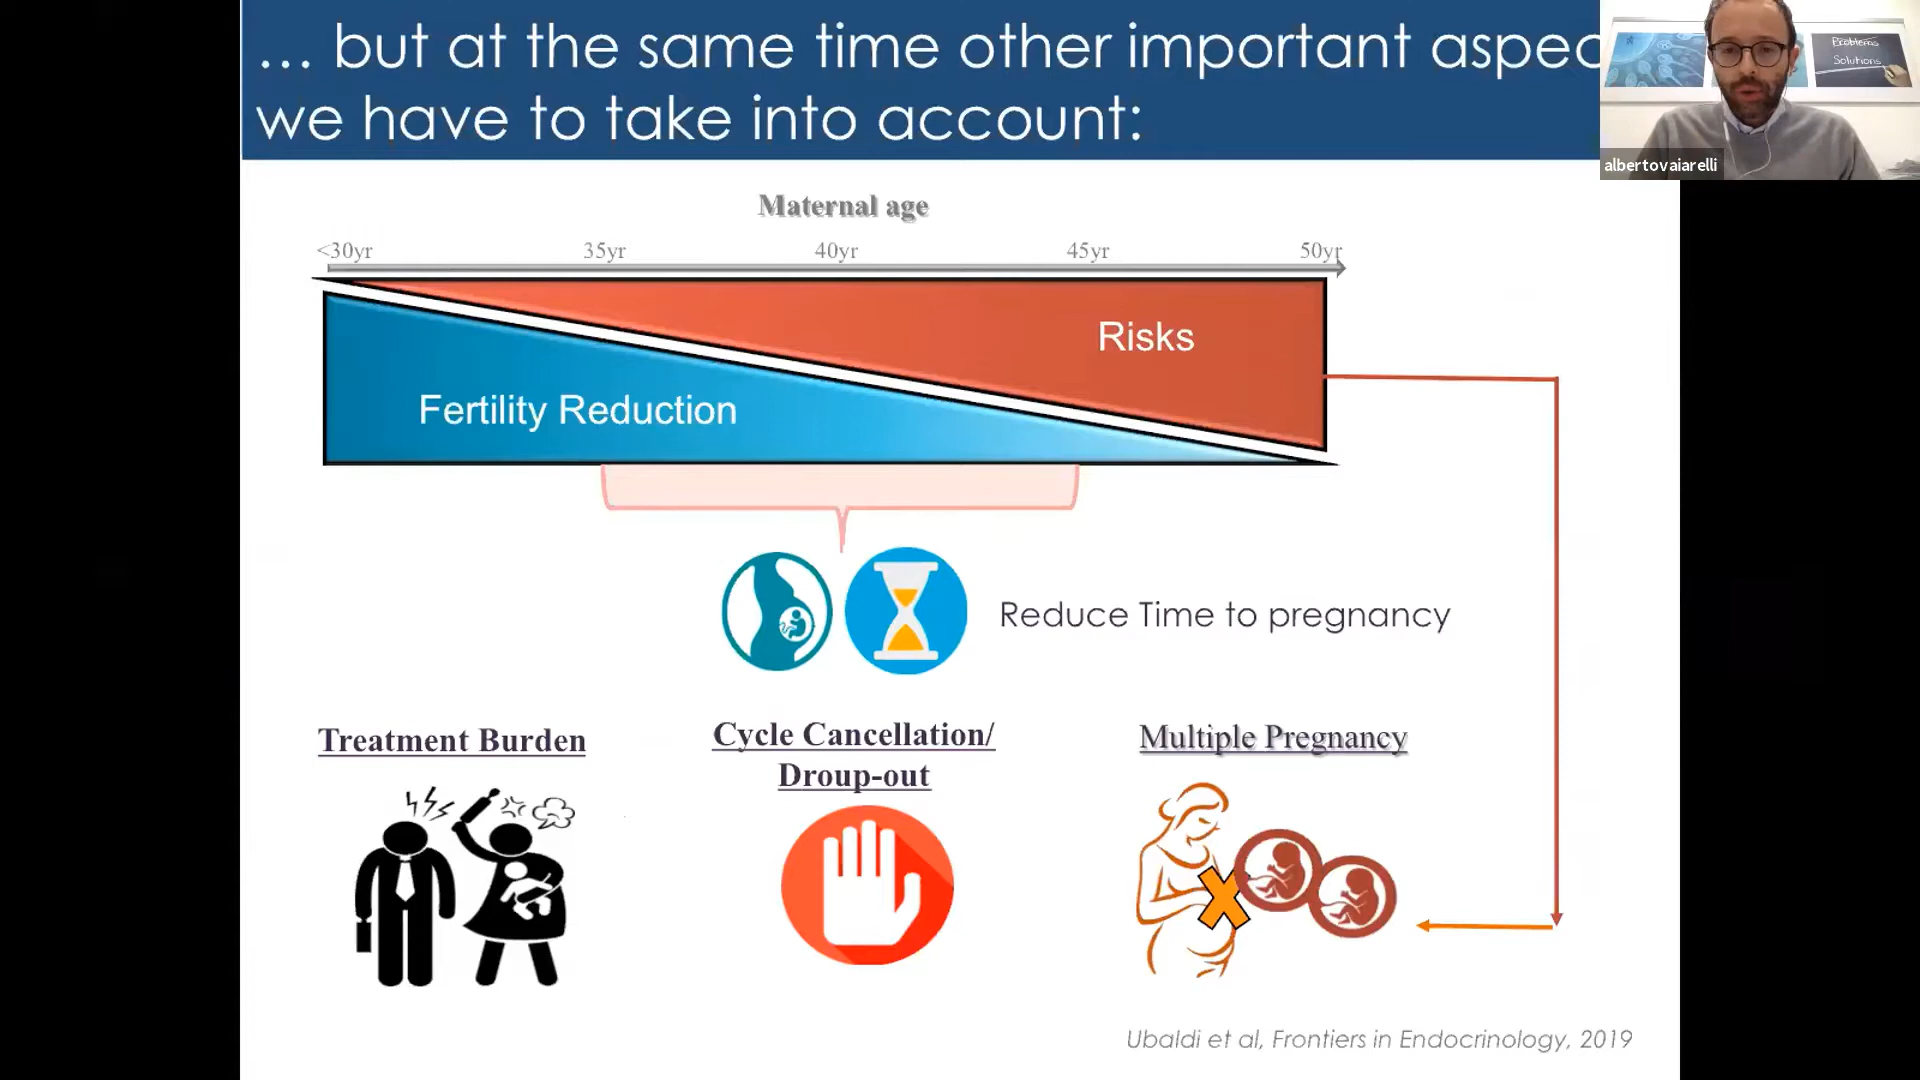 ... but at the same time other important aspec
we have to take into account:
Problems
Solutions
albertovaiarelli
Maternal age
<30yr 35yr 40yr 45yr 50yr
Risks
Fertility Reduction
Reduce Time to pregnancy
Treatment Burden
Cycle Cancellation/
Droup-out
Multiple Pregnancy
Ubaldi et al, Frontiers in Endocrinology, 2019